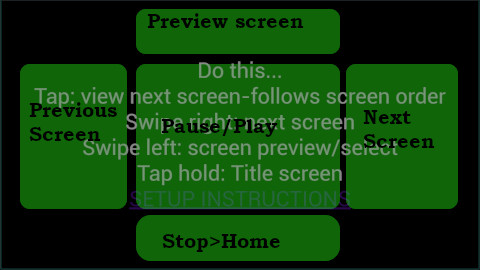 Preview screen
Do this...
Tap: view next screen-follows screen order
Previous
Screen
Swipe right: next screen
Pause/Play
Next
Screen
Swipe left: screen preview/select
Tap hold: Title screen
SETUP INSTRUCTIONS
Stop>Home